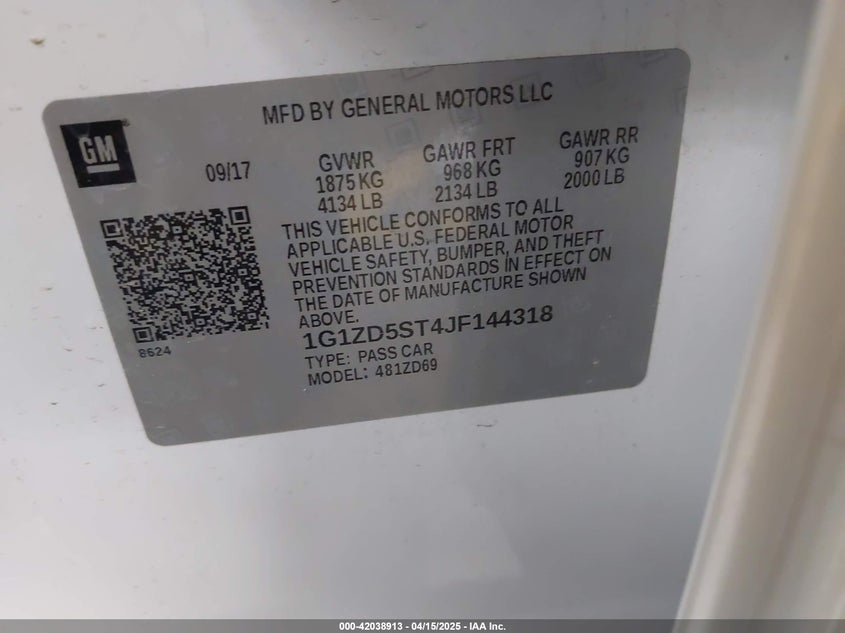 MFD BY GENERAL MOTORS LLC
GM
09/17
GVWR GAWR FRT GAWR RR
1875 KG 968 KG 907 KG
4134 LB 2134 LB 2000 LB
THIS VEHICLE CONFORMS TO ALL
APPLICABLE U.S. FEDERAL MOTOR
VEHICLE SAFETY, BUMPER, AND THEFT
PREVENTION STANDARDS IN EFFECT ON
THE DATE OF MANUFACTURE SHOWN
ABOVE.
8624
1G1ZD5ST4JF144318
TYPE: PASS CAR
MODEL: 481ZD69
000-42038913 - 04/15/2025 - IAA Inc.